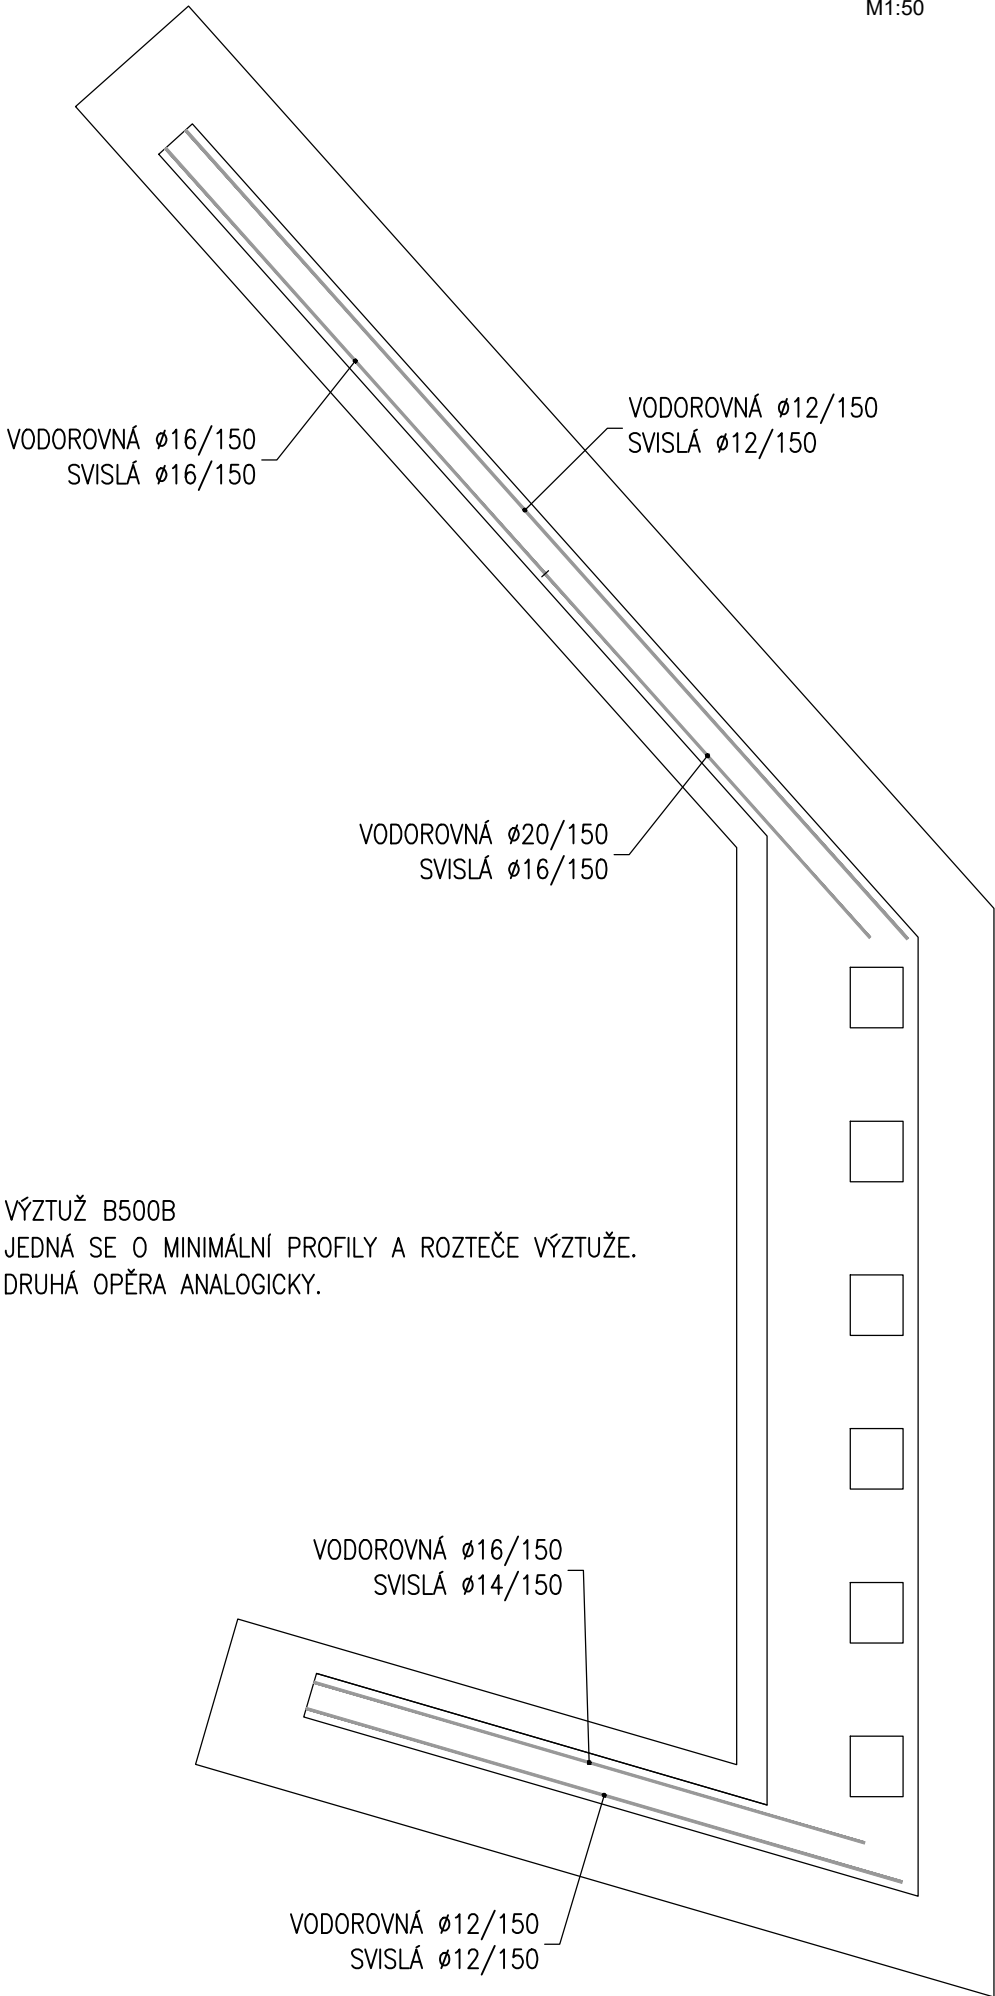 M1:50
VODOROVNÁ ø12/150
SVISLÁ ø12/150
VODOROVNÁ ø16/150
SVISLÁ ø16/150
VODOROVNÁ ø20/150
SVISLÁ ø16/150
VÝZTUŽ B500B
JEDNÁ SE O MINIMÁLNÍ PROFILY A ROZTEČE VÝZTUŽE.
DRUHÁ OPĚRA ANALOGICKY.
VODOROVNÁ ø16/150
SVISLÁ ø14/150
VODOROVNÁ ø12/150
SVISLÁ ø12/150